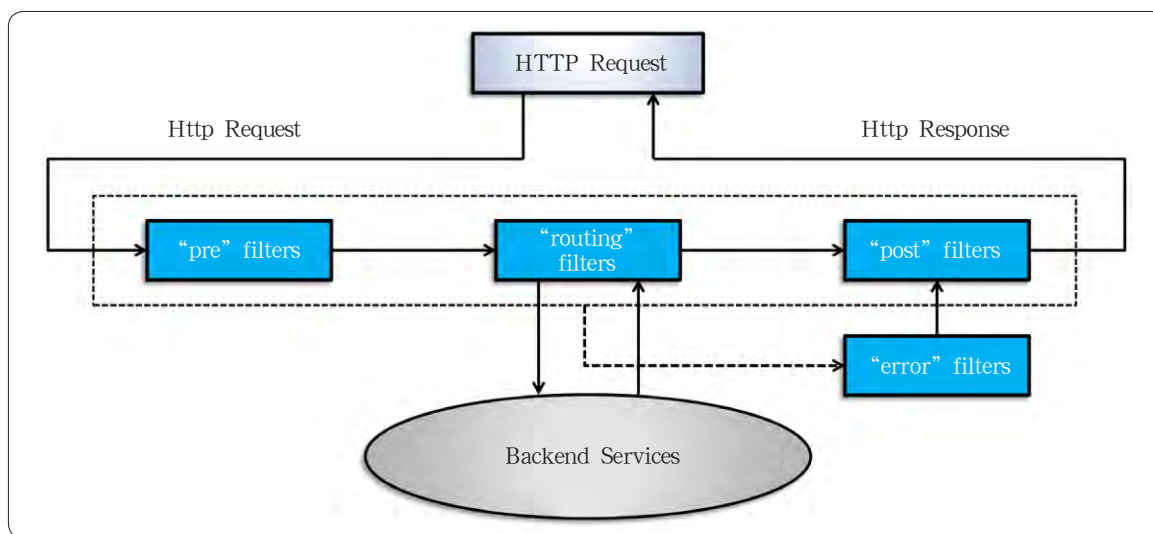 HTTP Request
Http Request
Http Response
“pre” filters
“routing”
filters
“post” filters
“error” filters
Backend Services